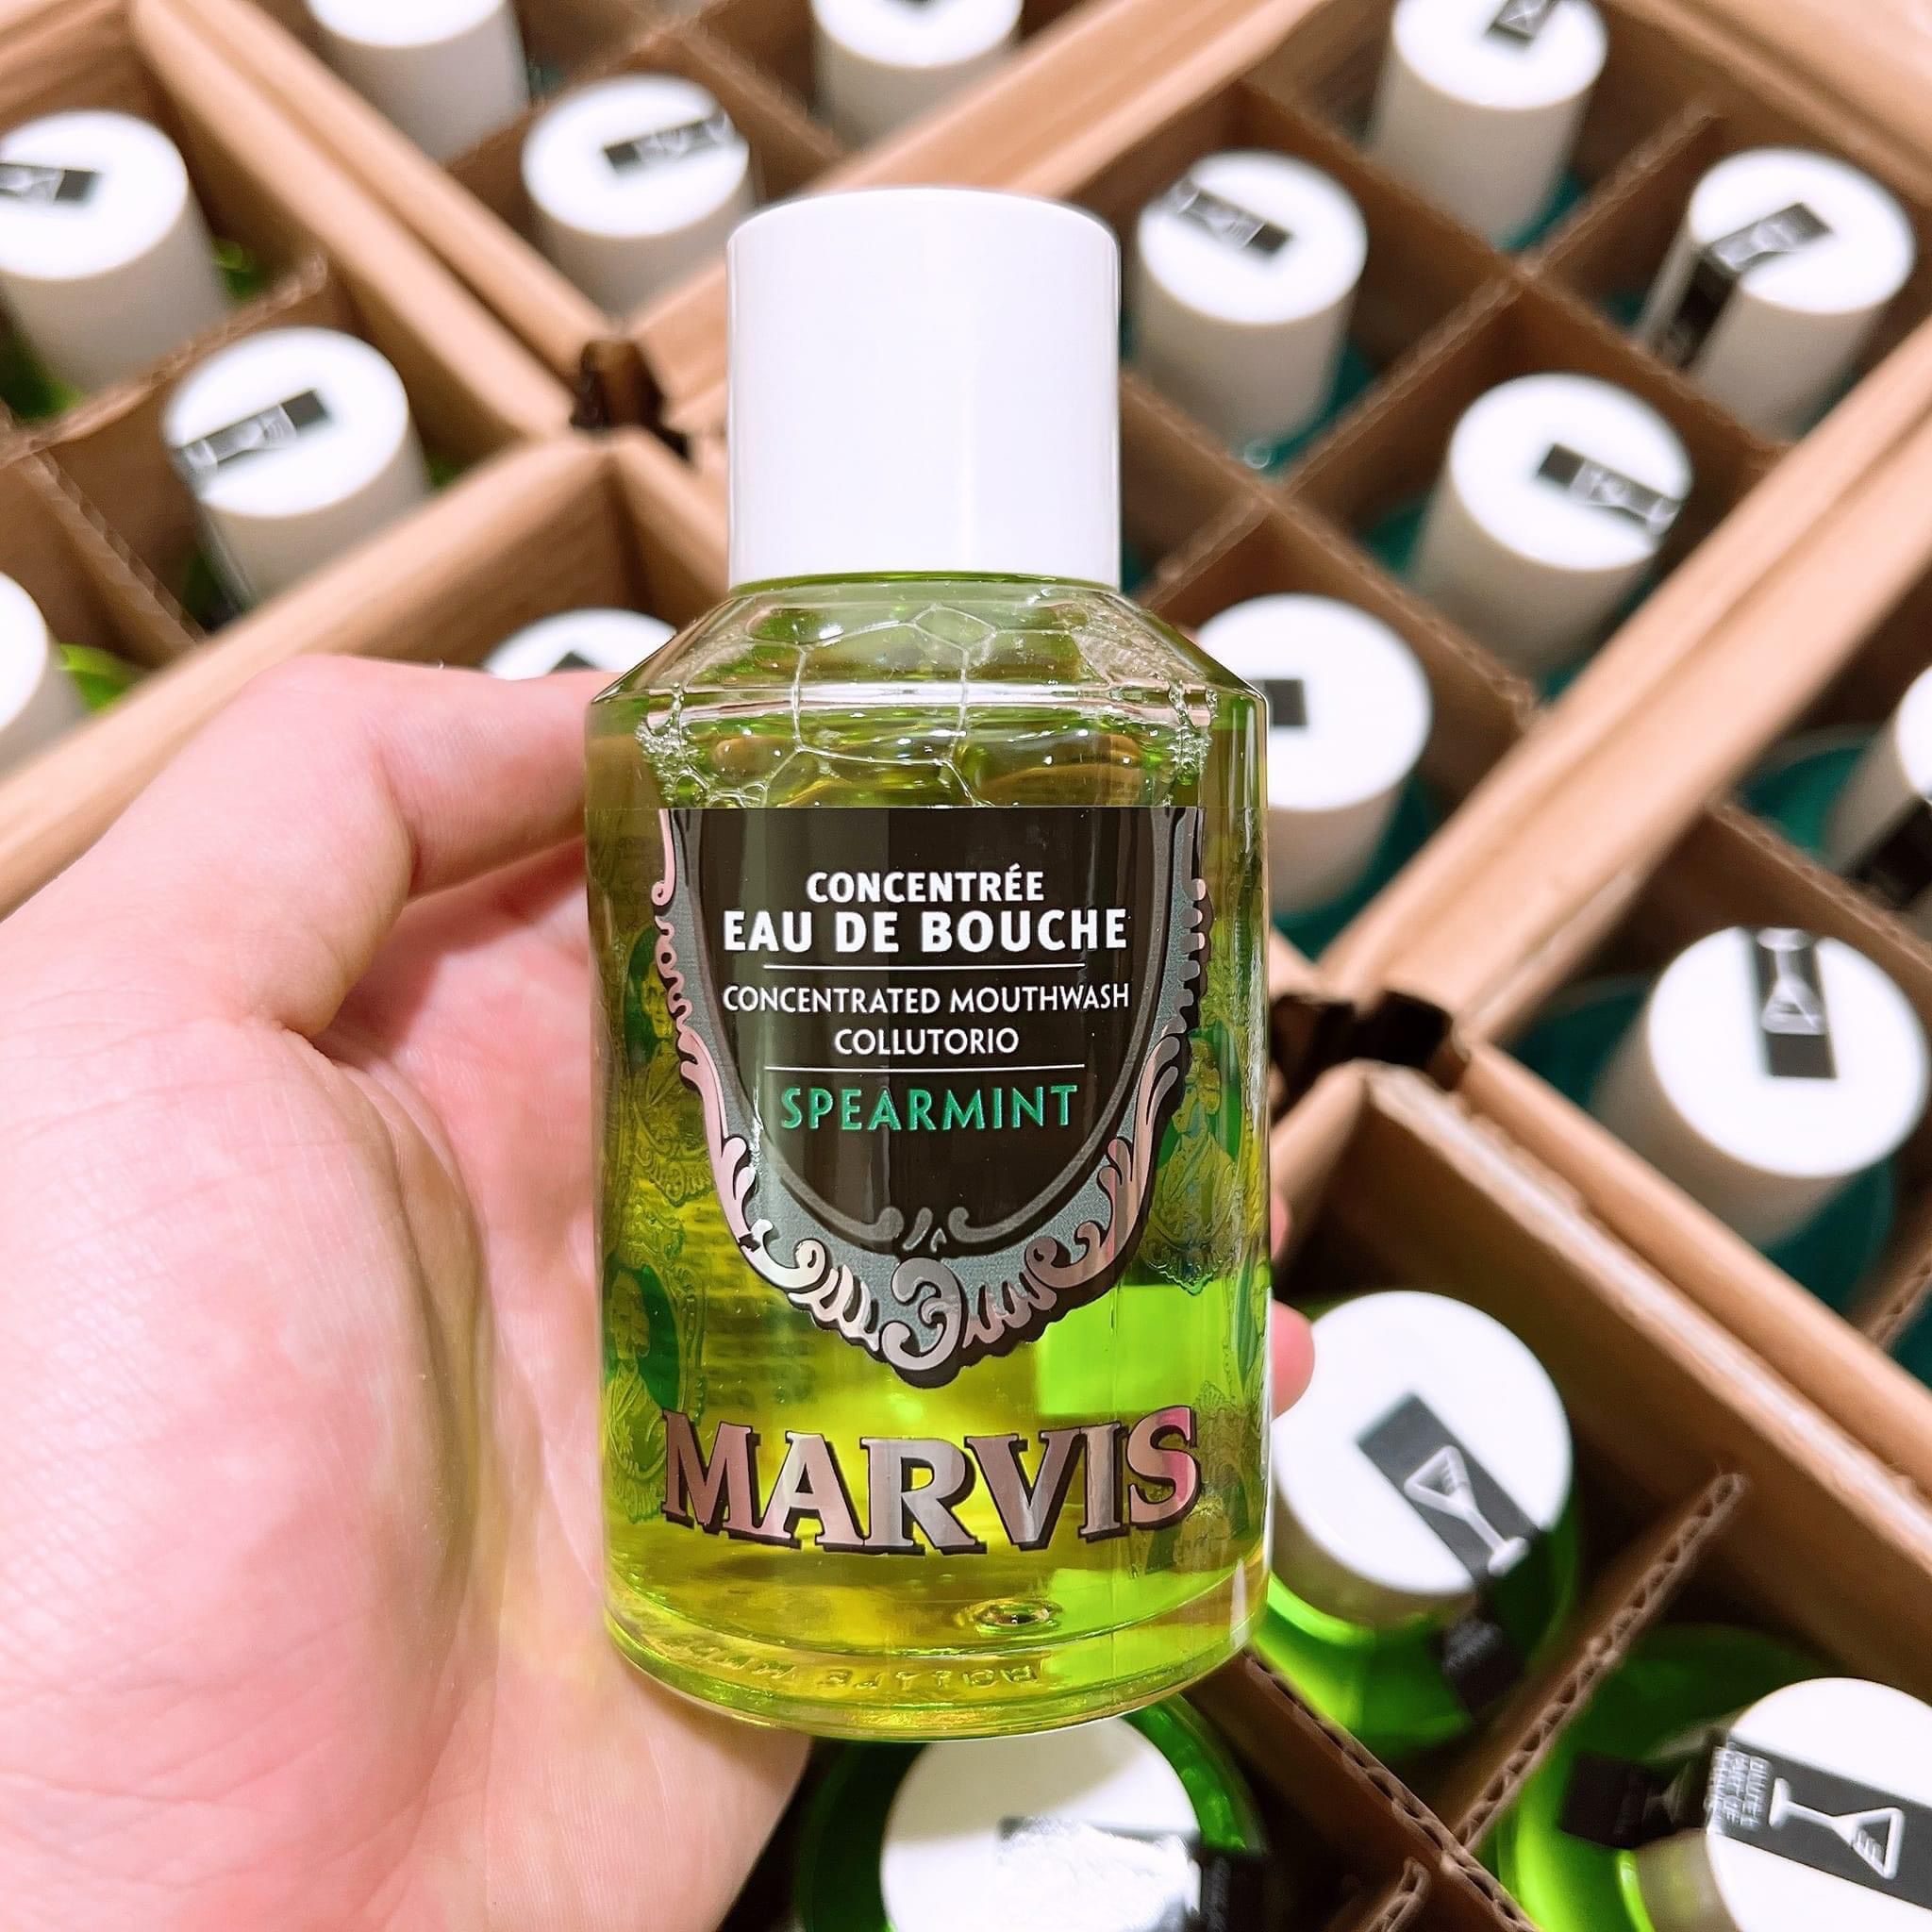 CONCENTRÉE
EAU DE BOUCHE
CONCENTRATED MOUTHWASH
COLLUTORIO
SPEARMINT
MARVIS